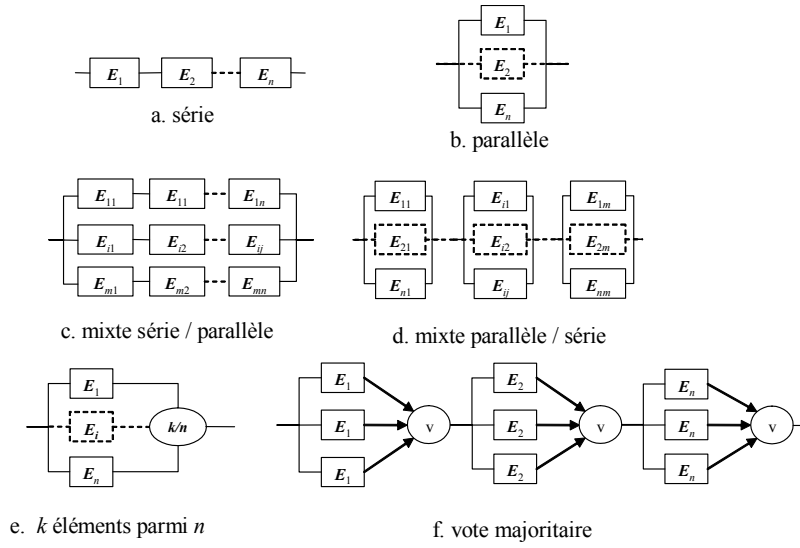 E1 E2 En
a. série
E1
E2
En
b. parallèle
E11 E11 E1n
Ei1 Ei2 Eij
Em1 Em2 Emn
c. mixte série / parallèle
E11 Ei1 E1m
E21 Ei2 E2m
En1 Eij Enm
d. mixte parallèle / série
E1
Ei k/n
En
e. k éléments parmi n
E1 E2 En
E1 v E2 v En v
E1 E2 En
f. vote majoritaire